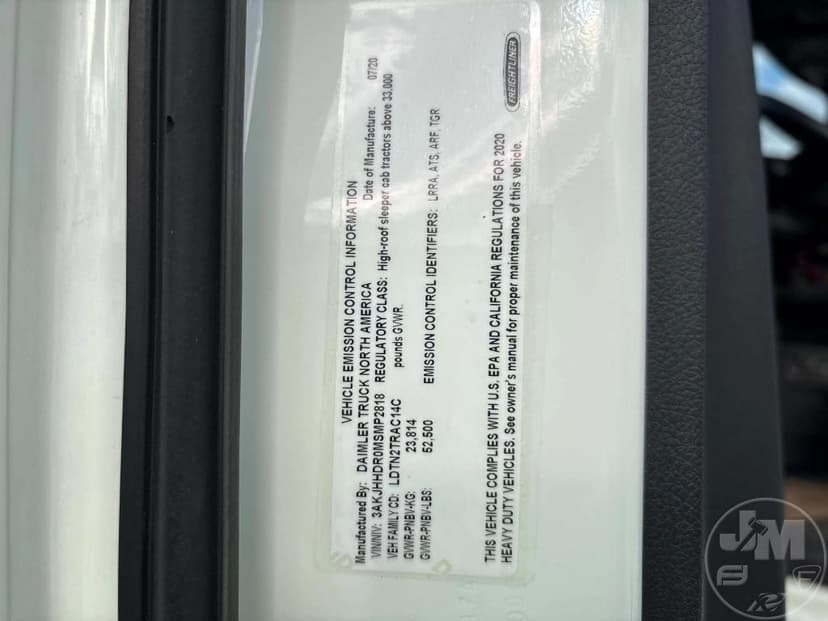 VEHICLE EMISSION CONTROL INFORMATION
Manufactured By: DAIMLER TRUCK NORTH AMERICA Date of Manufacture: 07/20
VIN/NIV: 3AKJHHDR0MSMP2818 REGULATORY CLASS: High-roof sleeper cab tractors above 33,000
VEH FAMILY CD: LDTN2TRAC14C pounds GVWR.
GVWR-PNBV-KG: 23,814
GVWR-PNBV-LBS: 52,500 EMISSION CONTROL IDENTIFIERS: LRRA, ATS, ARF, TGR
THIS VEHICLE COMPLIES WITH U.S. EPA AND CALIFORNIA REGULATIONS FOR 2020
HEAVY DUTY VEHICLES. See owner's manual for proper maintenance of this vehicle.
FREIGHTLINER
JM